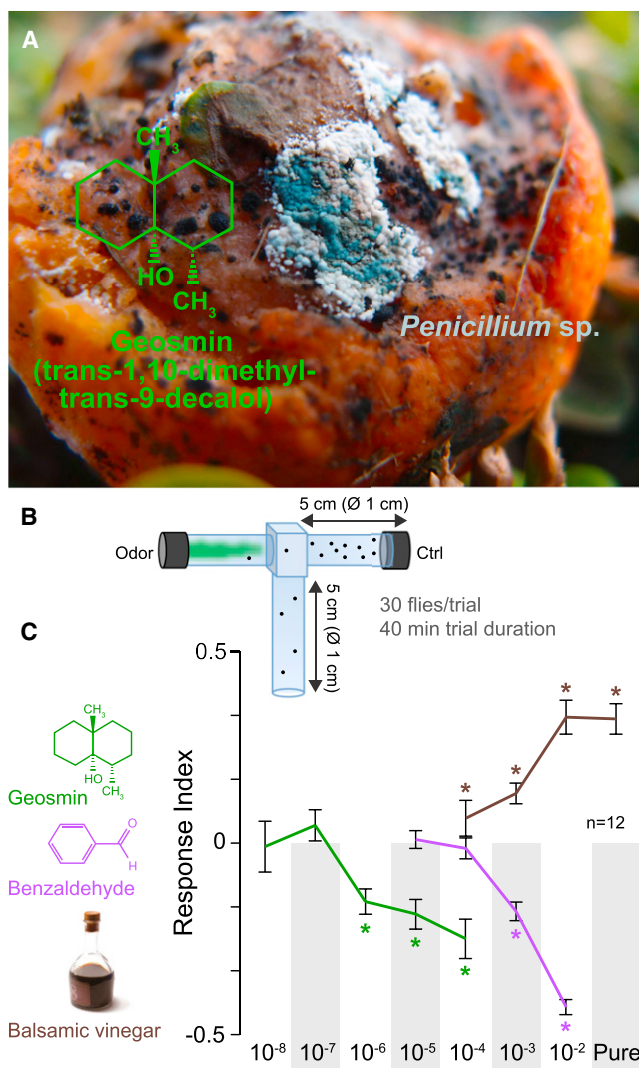 A
CH₃
HO
CH₃
Geosmin
(trans-1,10-dimethyl-
trans-9-decalol)
Penicillium sp.
B
5 cm (Ø 1 cm)
Odor
Ctrl
5 cm (Ø 1 cm)
30 flies/trial
40 min trial duration
C
0.5
0
-0.5
Response Index
n=12
CH₃
HO
CH₃
Geosmin
O
H
Benzaldehyde
Balsamic vinegar
* * * * * * * *
10⁻⁸ 10⁻⁷ 10⁻⁶ 10⁻⁵ 10⁻⁴ 10⁻³ 10⁻² Pure